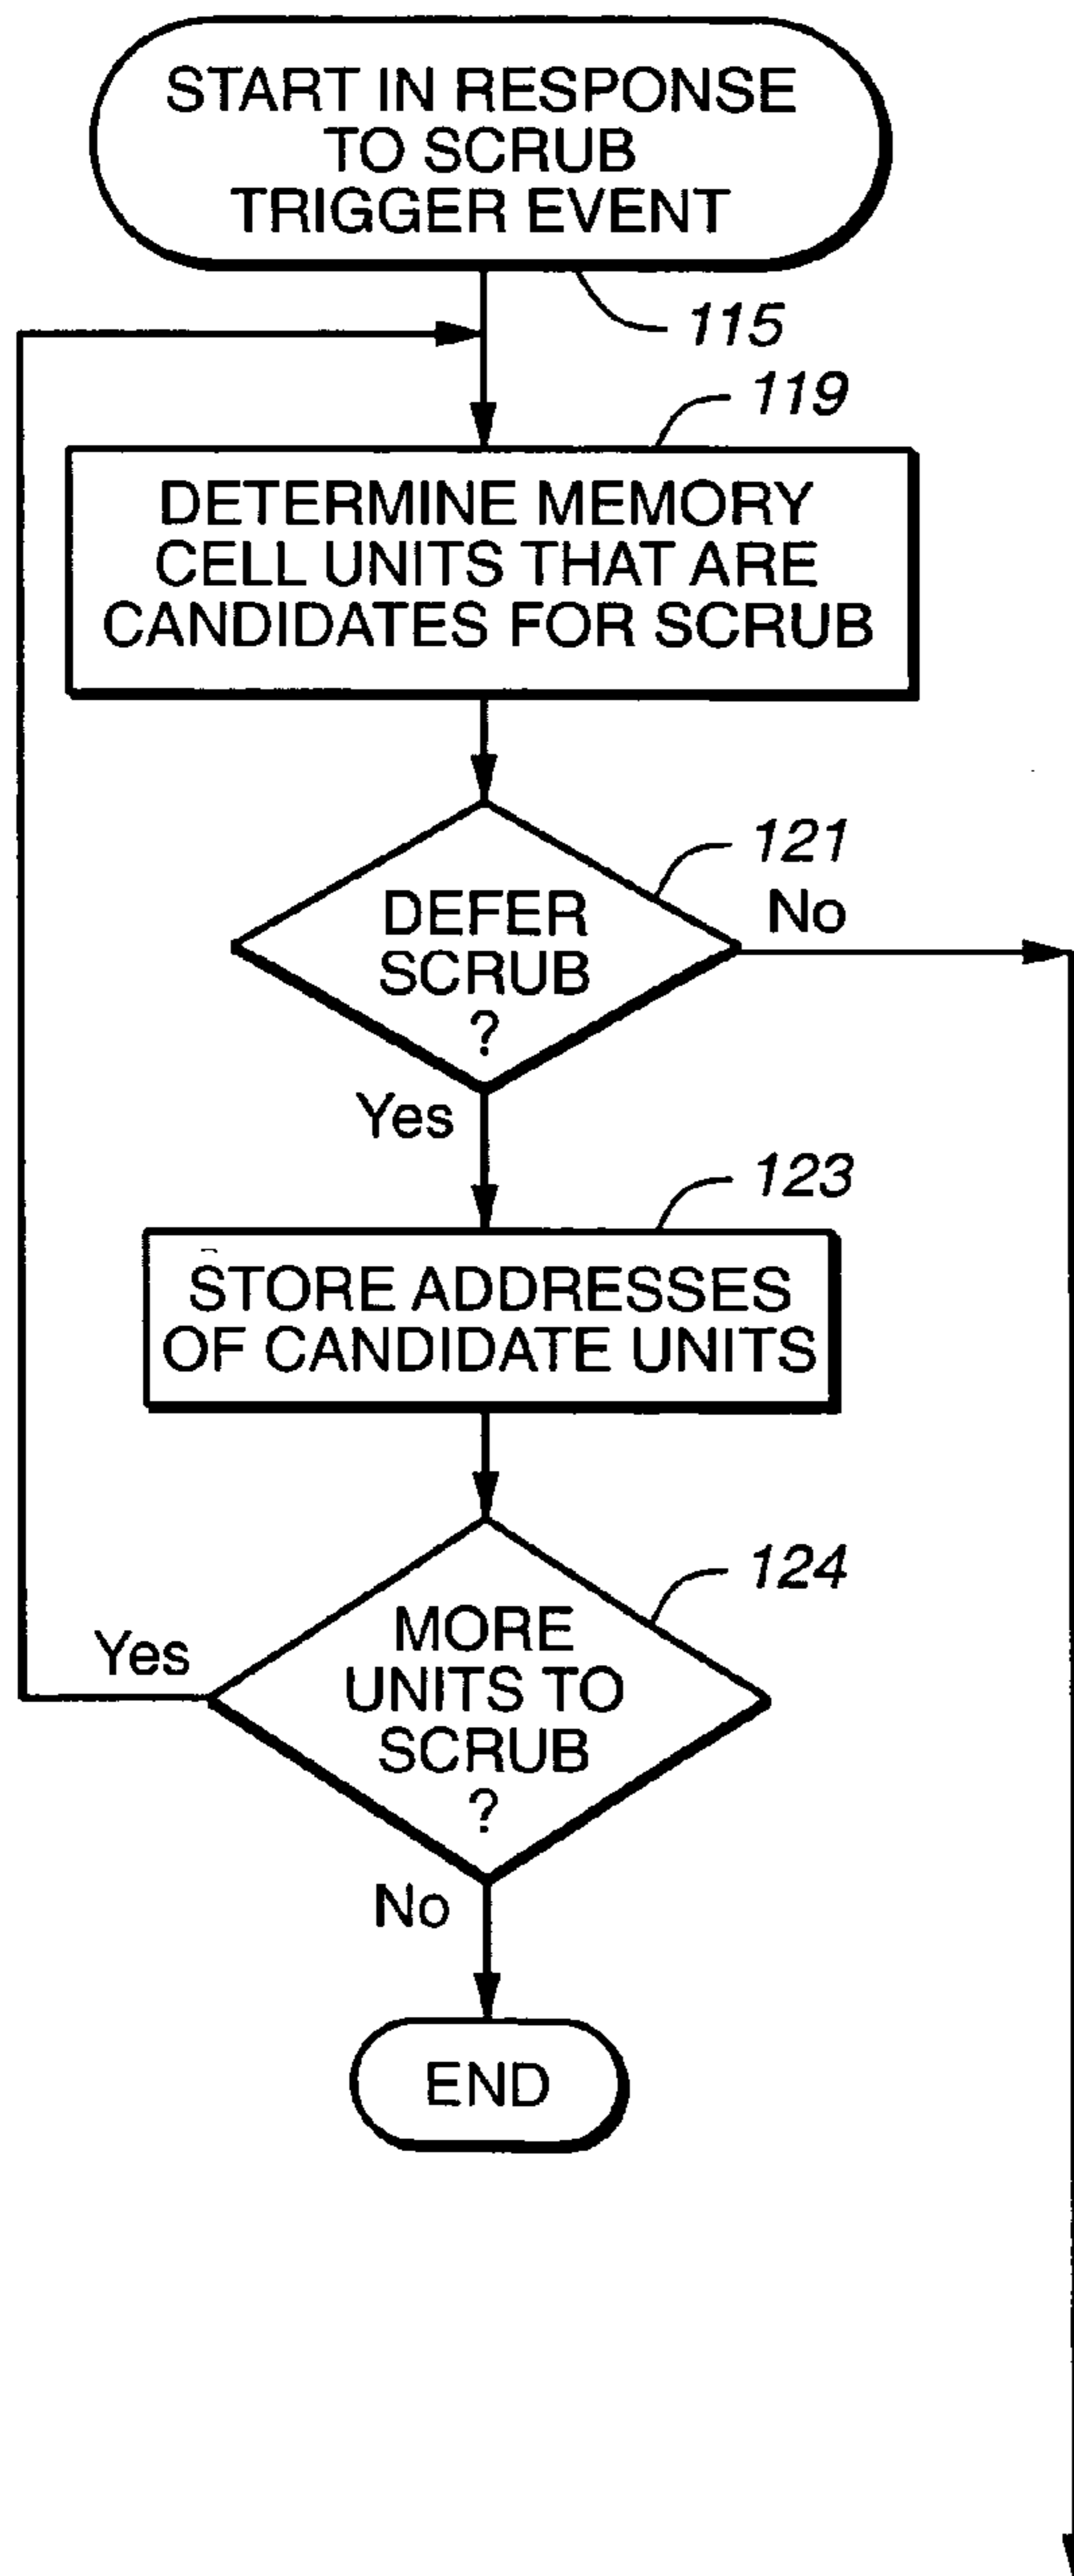 START IN RESPONSE
TO SCRUB
TRIGGER EVENT
115
119
DETERMINE MEMORY
CELL UNITS THAT ARE
CANDIDATES FOR SCRUB
121
DEFER
SCRUB
?
No
Yes
123
STORE ADDRESSES
OF CANDIDATE UNITS
124
MORE
UNITS TO
SCRUB
?
Yes
No
END